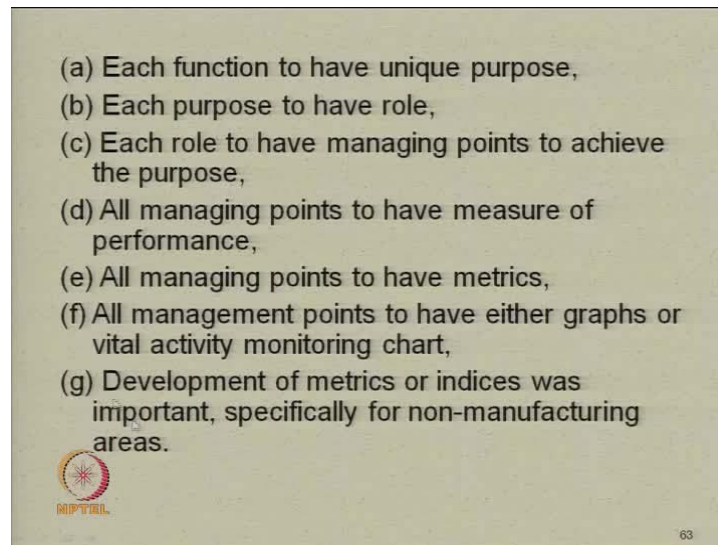 (a) Each function to have unique purpose,
(b) Each purpose to have role,
(c) Each role to have managing points to achieve
the purpose,
(d) All managing points to have measure of
performance,
(e) All managing points to have metrics,
(f) All management points to have either graphs or
vital activity monitoring chart,
(g) Development of metrics or indices was
important, specifically for non-manufacturing
areas.
NPTEL
63